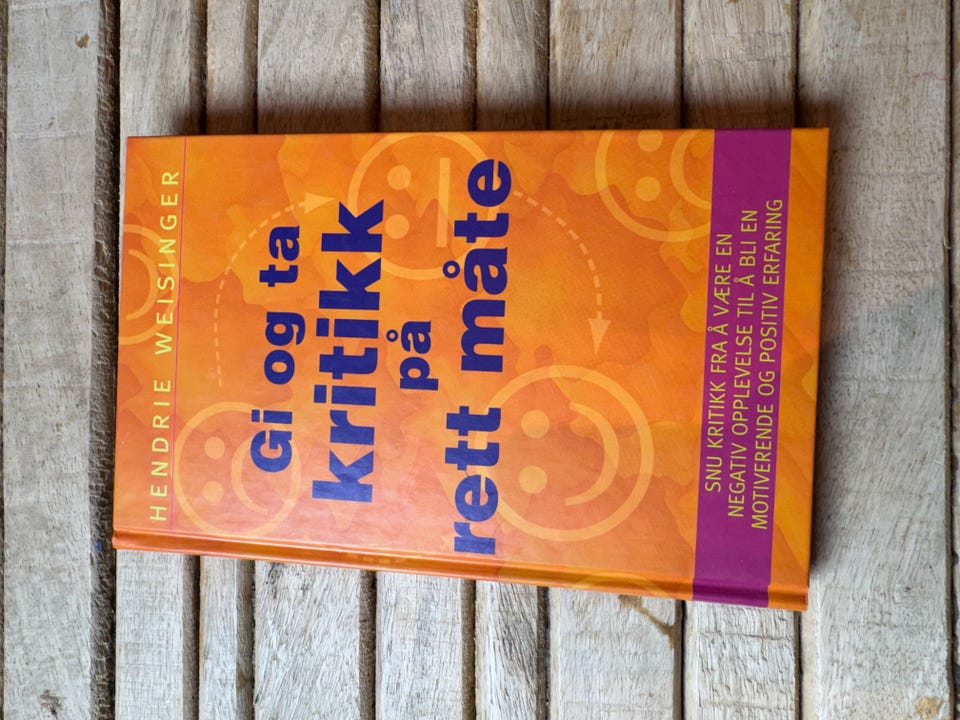 HENDRIE WEISINGER
Gi og ta
kritikk
på
rett måte
SNU KRITIKK FRA Å VÆRE EN
NEGATIV OPPLEVELSE TIL Å BLI EN
MOTIVERENDE OG POSITIV ERFARING